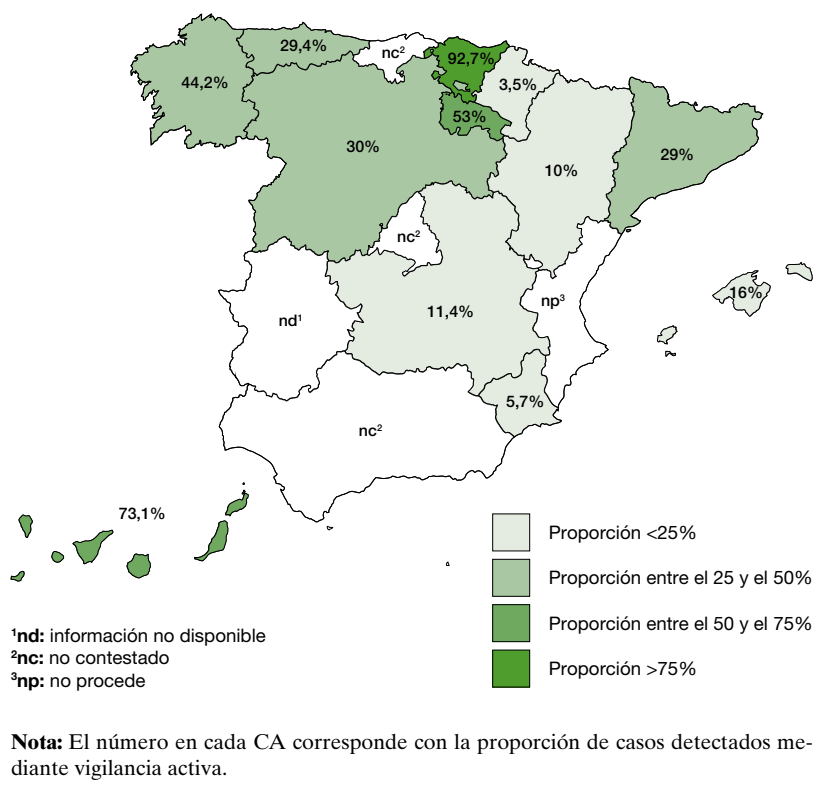 29,4%
nc²
92,7%
44,2%
3,5%
53%
30%
29%
10%
nc²
16%
np³
11,4%
nd¹
5,7%
nc²
73,1%
Proporción <25%
Proporción entre el 25 y el 50%
Proporción entre el 50 y el 75%
Proporción >75%
¹nd: información no disponible
²nc: no contestado
³np: no procede
Nota: El número en cada CA corresponde con la proporción de casos detectados me-
diante vigilancia activa.